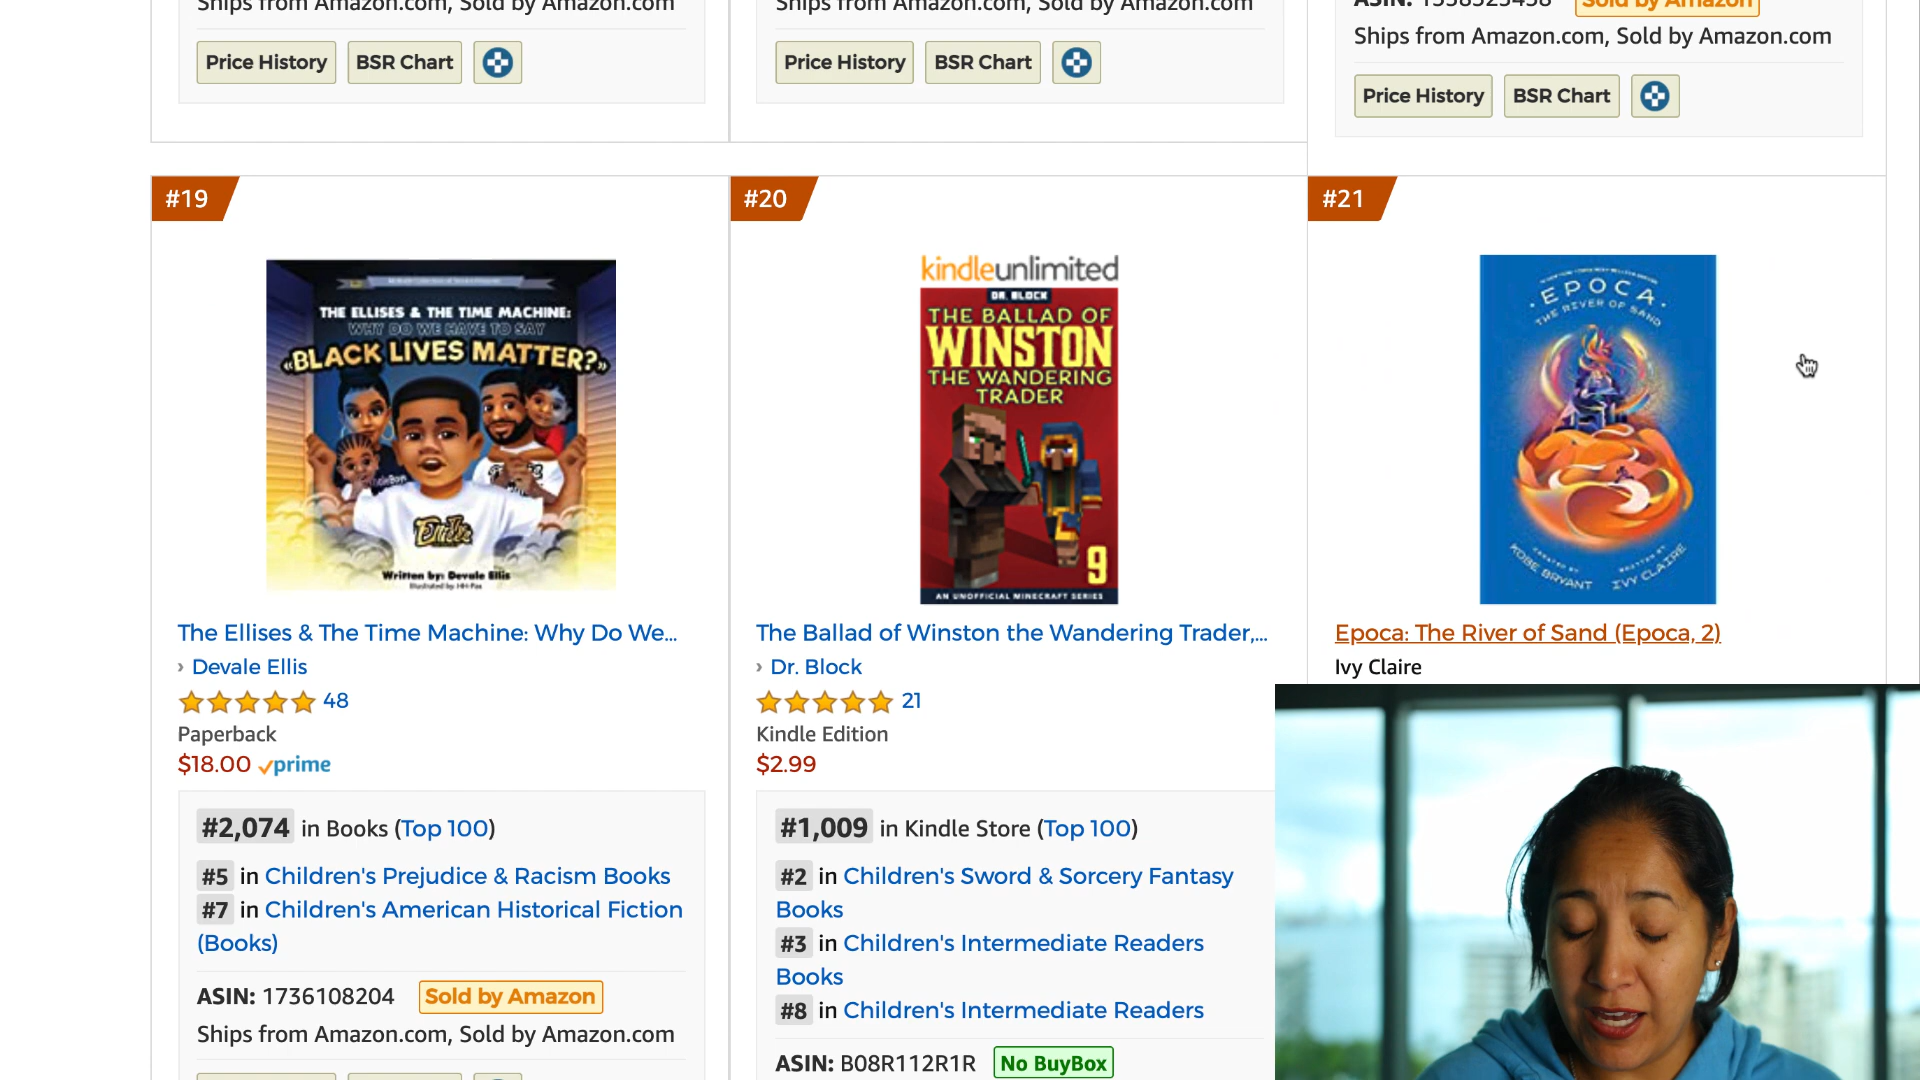 Ships from Amazon.com, Sold by Amazon.com
Price History BSR Chart
Ships from Amazon.com, Sold by Amazon.com
Price History BSR Chart
ASIN: 1338323438 Sold by Amazon
Ships from Amazon.com, Sold by Amazon.com
Price History BSR Chart
#19
THE ELLISES & THE TIME MACHINE:
WHY DO WE HAVE TO SAY
«BLACK LIVES MATTER?»
The Ellis
Written by: Devale Ellis
The Ellises & The Time Machine: Why Do We...
› Devale Ellis
48
Paperback
$18.00 prime
#2,074 in Books (Top 100)
#5 in Children's Prejudice & Racism Books
#7 in Children's American Historical Fiction
(Books)
ASIN: 1736108204 Sold by Amazon
Ships from Amazon.com, Sold by Amazon.com
#20
kindleunlimited
DR. BLOCK
THE BALLAD OF
WINSTON
THE WANDERING
TRADER
9
AN UNOFFICIAL MINECRAFT SERIES
The Ballad of Winston the Wandering Trader,...
› Dr. Block
21
Kindle Edition
$2.99
#1,009 in Kindle Store (Top 100)
#2 in Children's Sword & Sorcery Fantasy
Books
#3 in Children's Intermediate Readers
Books
#8 in Children's Intermediate Readers
ASIN: B08R112R1R No BuyBox
#21
·EPOCA·
THE RIVER OF SAND
CREATED BY
KOBE BRYANT
WRITTEN BY
IVY CLAIRE
Epoca: The River of Sand (Epoca, 2)
Ivy Claire